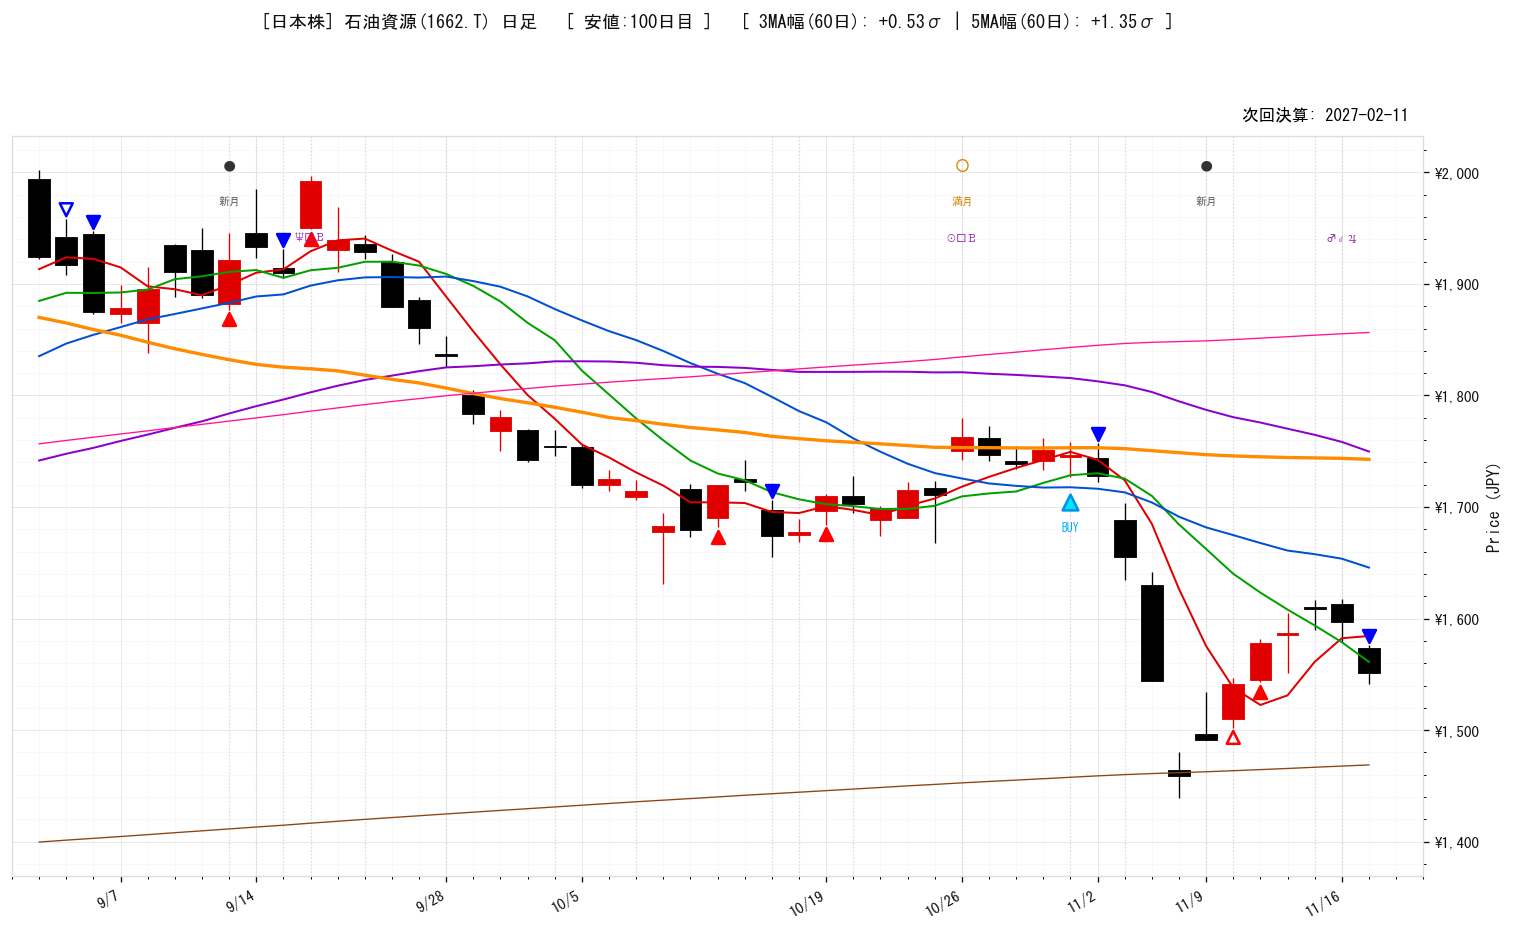 [日本株] 石油資源(1662.T) 日足 [ 安値:100日目 ] [ 3MA幅(60日): +0.53σ | 5MA幅(60日): +1.35σ ]
次回決算: 2027-02-11
新月
満月
新月
♆□♇
☉□♇
♂☌♃
BUY
¥2,000
¥1,900
¥1,800
¥1,700
¥1,600
¥1,500
¥1,400
Price (JPY)
9/7
9/14
9/28
10/5
10/19
10/26
11/2
11/9
11/16